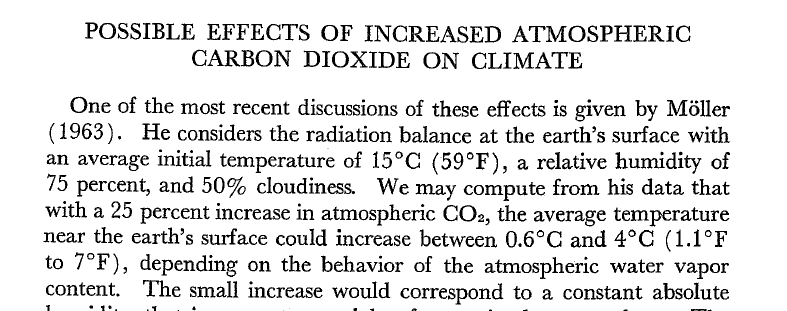 POSSIBLE EFFECTS OF INCREASED ATMOSPHERIC
CARBON DIOXIDE ON CLIMATE
One of the most recent discussions of these effects is given by Möller
(1963). He considers the radiation balance at the earth's surface with
an average initial temperature of 15°C (59°F), a relative humidity of
75 percent, and 50% cloudiness. We may compute from his data that
with a 25 percent increase in atmospheric CO₂, the average temperature
near the earth's surface could increase between 0.6°C and 4°C (1.1°F
to 7°F), depending on the behavior of the atmospheric water vapor
content. The small increase would correspond to a constant absolute